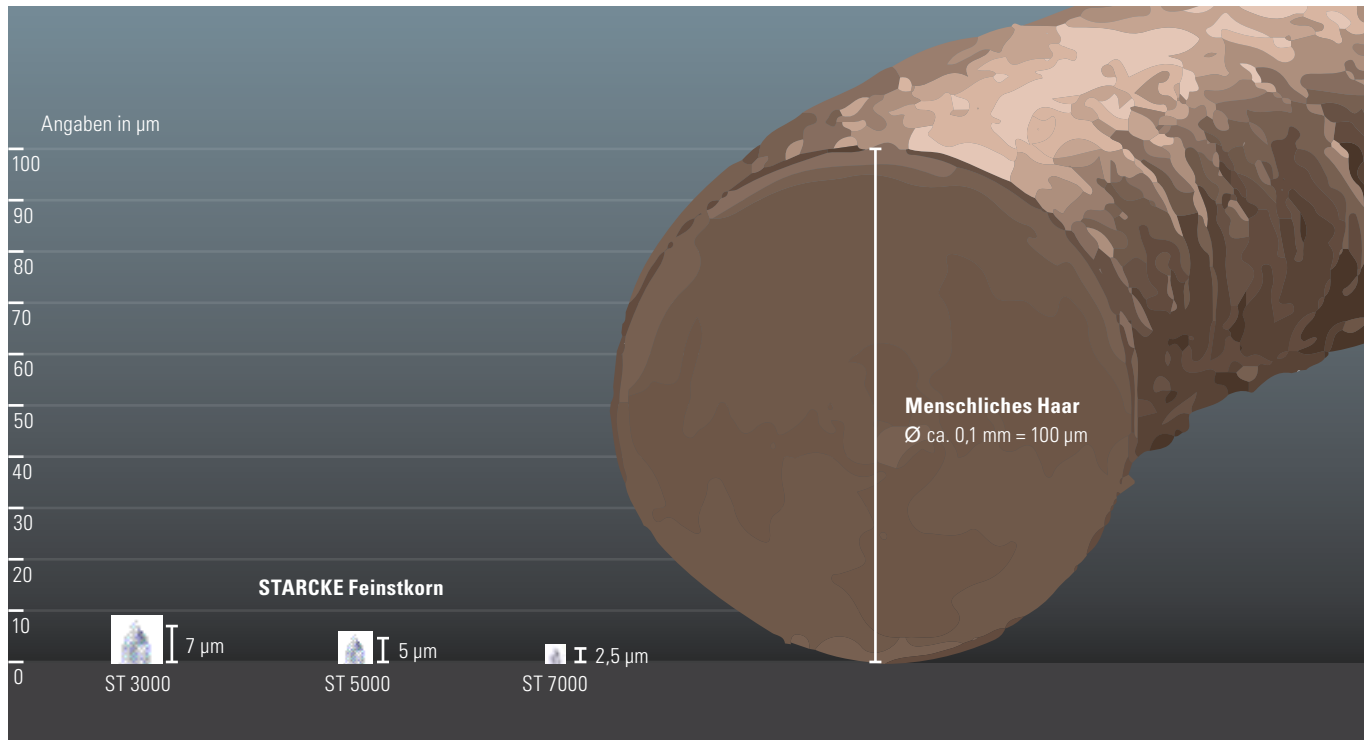 Angaben in µm
100
90
80
70
60
50
40
30
20
10
0
Menschliches Haar
Ø ca. 0,1 mm = 100 µm
STARCKE Feinstkorn
7 µm
5 µm
2,5 µm
ST 3000
ST 5000
ST 7000